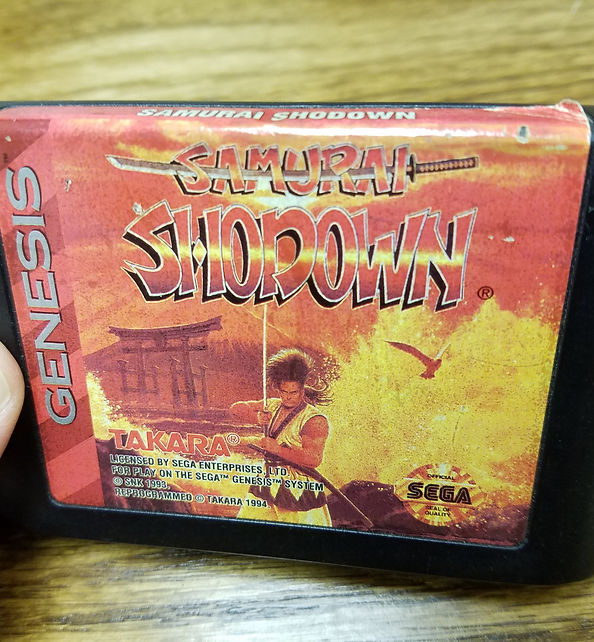 SAMURAI SHODOWN
GENESIS
SAMURAI
SHODOWN®
TAKARA®
LICENSED BY SEGA ENTERPRISES, LTD.
FOR PLAY ON THE SEGA™ GENESIS™ SYSTEM
© SNK 1993.
REPROGRAMMED © TAKARA 1994.
OFFICIAL
SEGA
SEAL OF
QUALITY